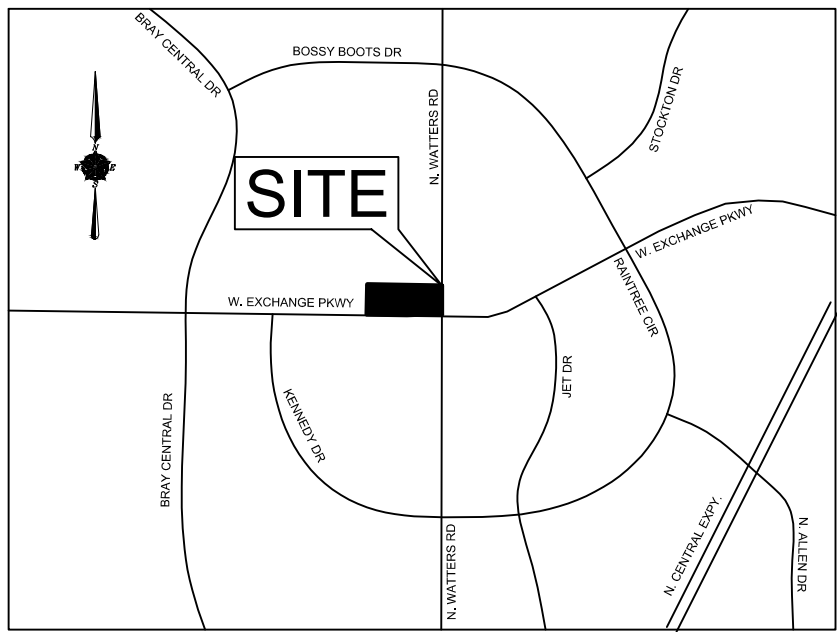 BRAY CENTRAL DR
BOSSY BOOTS DR
N. WATTERS RD
STOCKTON DR
N
E
S
SITE
W. EXCHANGE PKWY
W. EXCHANGE PKWY
RAINTREE CIR
JET DR
KENNEDY DR
BRAY CENTRAL DR
N. WATTERS RD
N. CENTRAL EXPY.
N. ALLEN DR